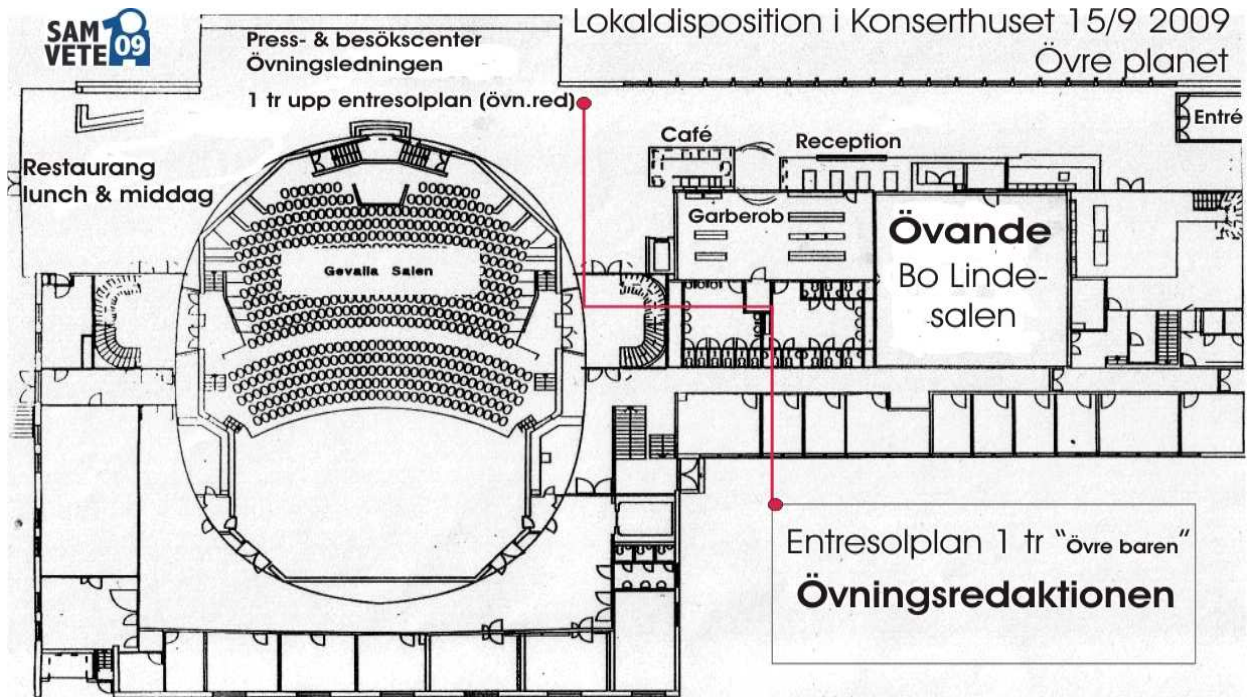 SAM
VETE 09
Lokaldisposition i Konserthuset 15/9 2009
Övre planet
Press- & besökscenter
Övningsledningen
1 tr upp entresolplan (övn.red)
Entré
Café
Reception
Restaurang
lunch & middag
Garberob
Övande
Bo Linde-
salen
Gevalia Salen
Entresolplan 1 tr “Övre baren“
Övningsredaktionen